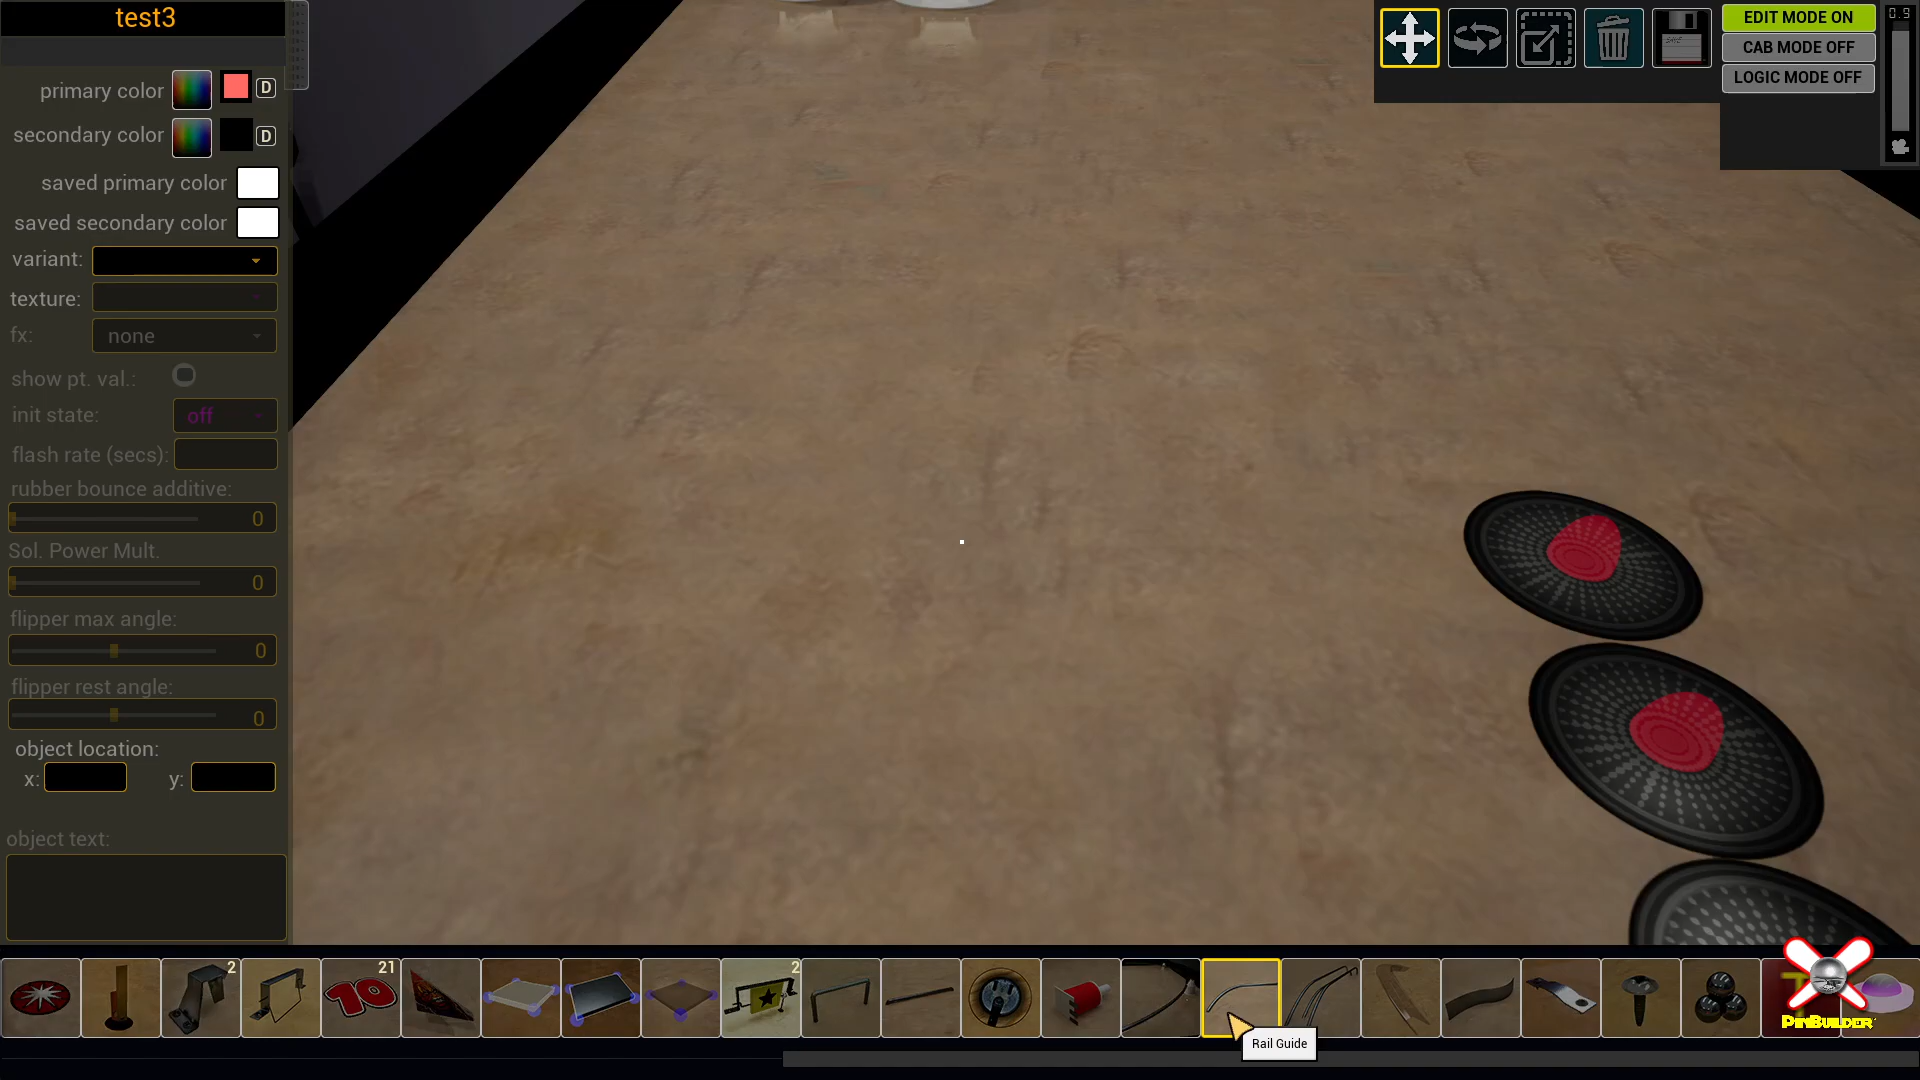 test3
primary color D
secondary color D
saved primary color
saved secondary color
variant:
texture:
fx: none
show pt. val.:
init state: off
flash rate (secs):
rubber bounce additive:
0
Sol. Power Mult.
0
flipper max angle:
0
flipper rest angle:
0
object location:
x: y:
object text:
EDIT MODE ON
CAB MODE OFF
LOGIC MODE OFF
0.9
2
21
10
2
Rail Guide
PINBUILDER